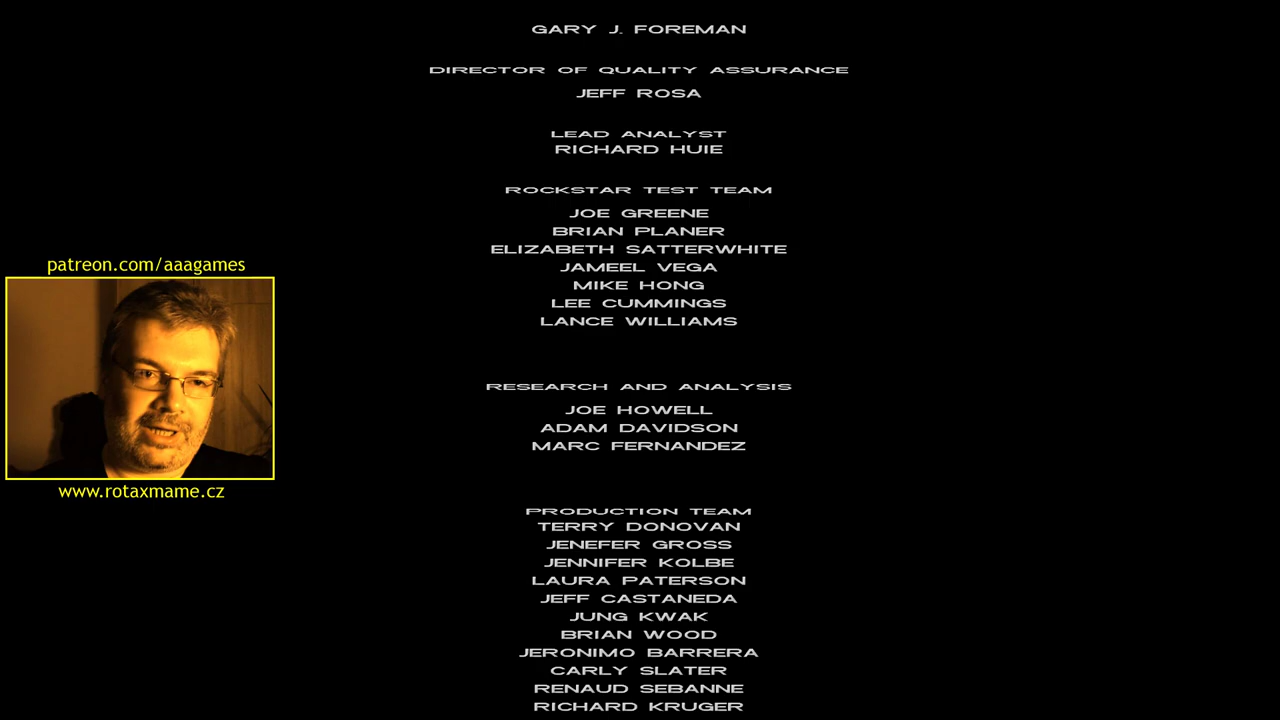 GARY J. FOREMAN
DIRECTOR OF QUALITY ASSURANCE
JEFF ROSA
LEAD ANALYST
RICHARD HUIE
ROCKSTAR TEST TEAM
JOE GREENE
BRIAN PLANER
ELIZABETH SATTERWHITE
JAMEEL VEGA
MIKE HONG
LEE CUMMINGS
LANCE WILLIAMS
RESEARCH AND ANALYSIS
JOE HOWELL
ADAM DAVIDSON
MARC FERNANDEZ
PRODUCTION TEAM
TERRY DONOVAN
JENEFER GROSS
JENNIFER KOLBE
LAURA PATERSON
JEFF CASTANEDA
JUNG KWAK
BRIAN WOOD
JERONIMO BARRERA
CARLY SLATER
RENAUD SEBANNE
RICHARD KRUGER
patreon.com/aaagames
www.rotaxmame.cz